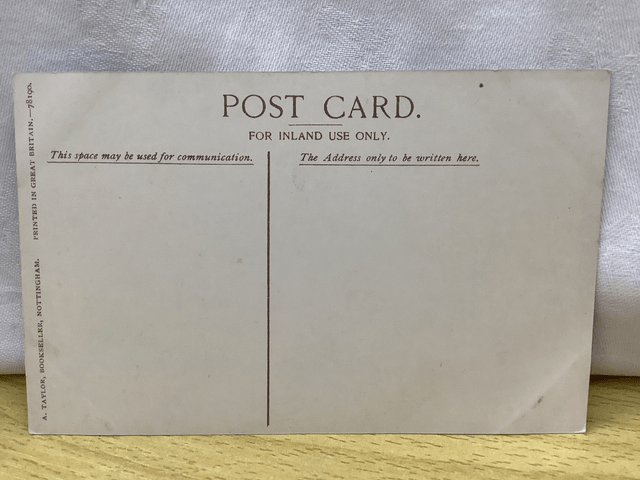 POST CARD.
FOR INLAND USE ONLY.
This space may be used for communication.
The Address only to be written here.
A. TAYLOR, BOOKSELLER, NOTTINGHAM. PRINTED IN GREAT BRITAIN.—78190.